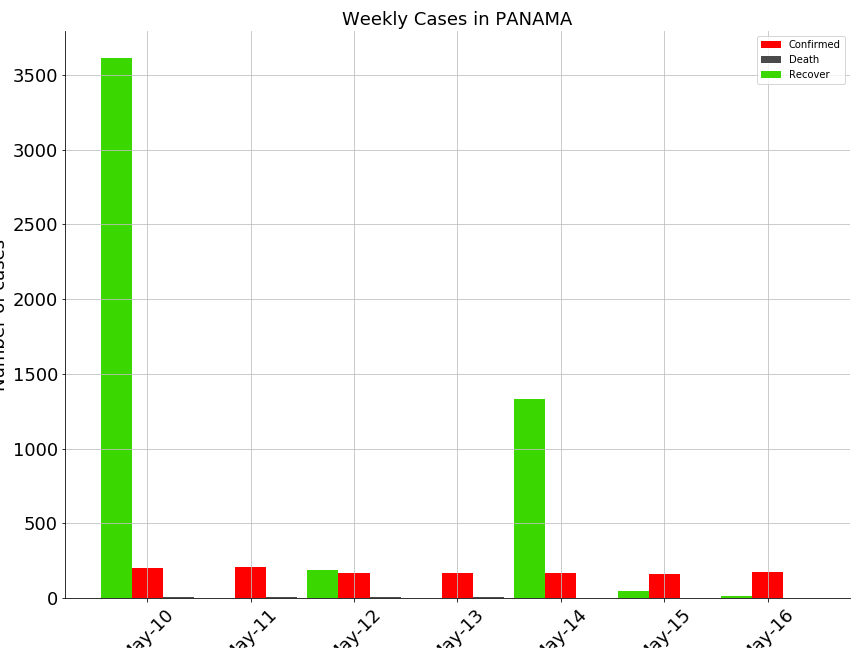 Weekly Cases in PANAMA
Confirmed
Death
Recover
3500
3000
2500
2000
1500
1000
500
0
Number of cases
May-10
May-11
May-12
May-13
May-14
May-15
May-16